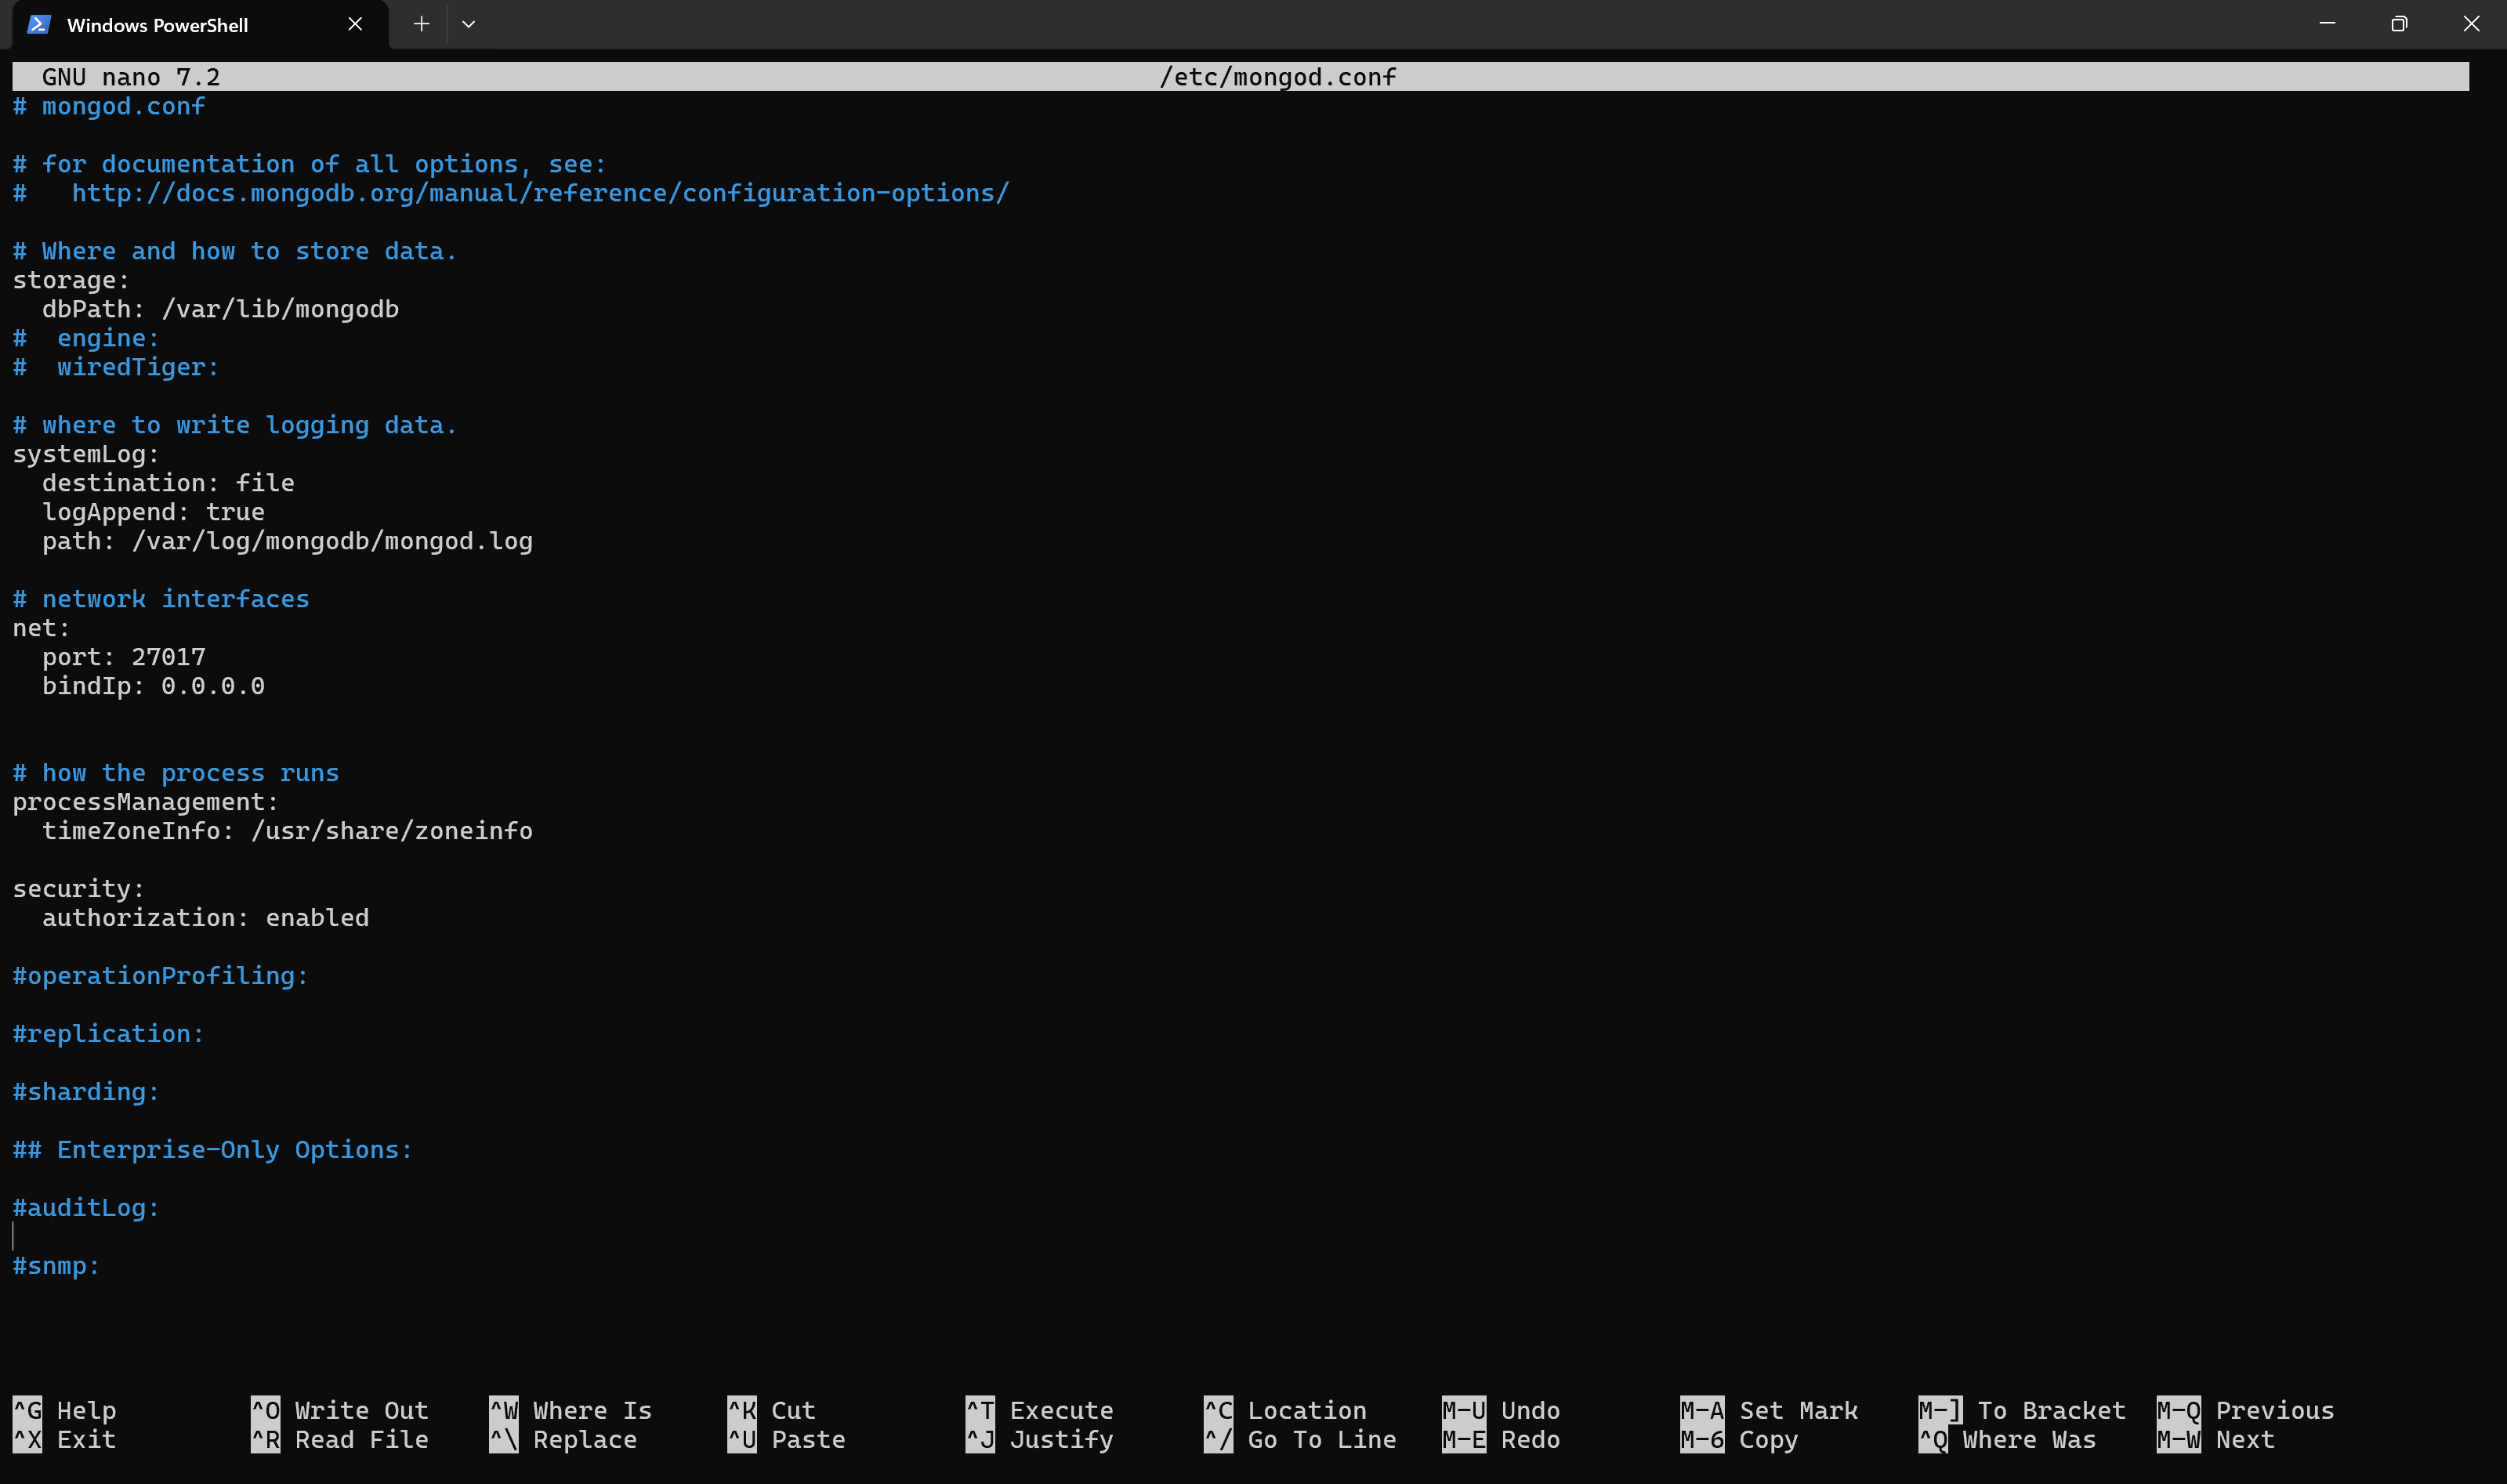 Windows PowerShell
GNU nano 7.2 /etc/mongod.conf
# mongod.conf
# for documentation of all options, see:
#   http://docs.mongodb.org/manual/reference/configuration-options/
# Where and how to store data.
storage:
  dbPath: /var/lib/mongodb
#  engine:
#  wiredTiger:
# where to write logging data.
systemLog:
  destination: file
  logAppend: true
  path: /var/log/mongodb/mongod.log
# network interfaces
net:
  port: 27017
  bindIp: 0.0.0.0
# how the process runs
processManagement:
  timeZoneInfo: /usr/share/zoneinfo
security:
  authorization: enabled
#operationProfiling:
#replication:
#sharding:
## Enterprise-Only Options:
#auditLog:
#snmp:
^G Help ^O Write Out ^W Where Is ^K Cut ^T Execute ^C Location M-U Undo M-A Set Mark M-] To Bracket M-Q Previous
^X Exit ^R Read File ^\ Replace ^U Paste ^J Justify ^/ Go To Line M-E Redo M-6 Copy ^Q Where Was M-W Next